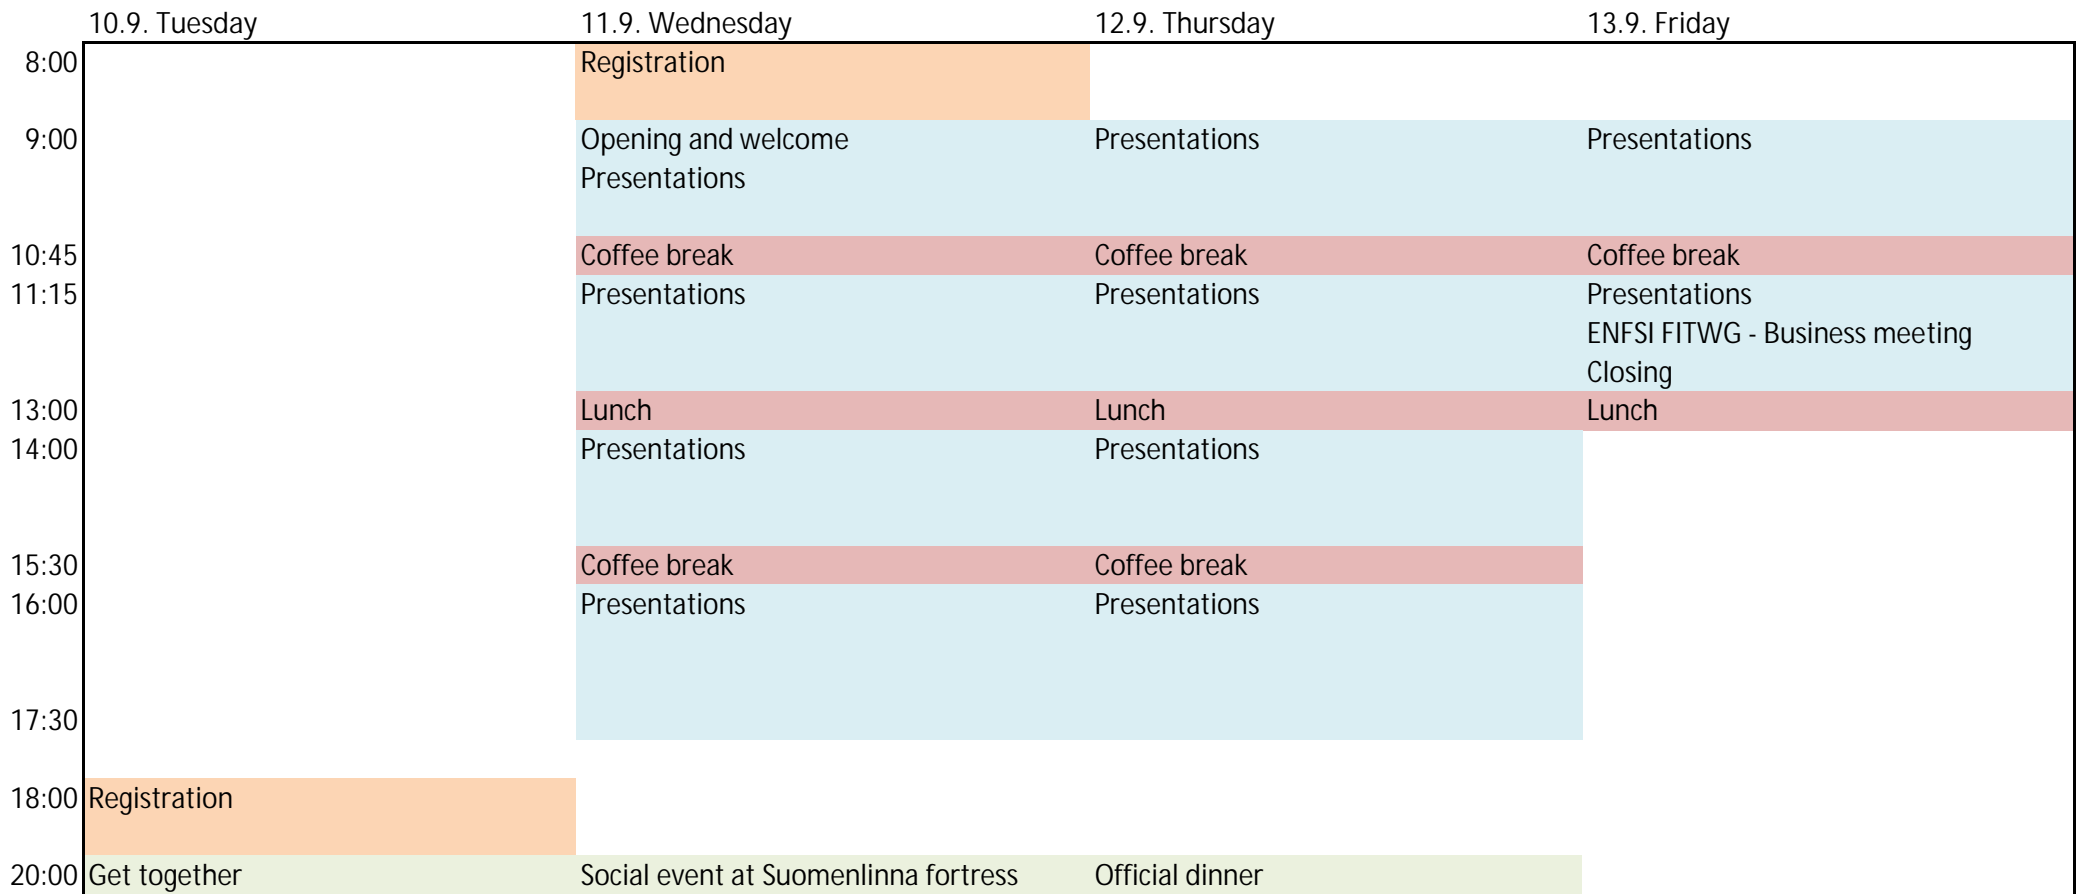 10.9. Tuesday 11.9. Wednesday 12.9. Thursday 13.9. Friday
8:00 Registration
9:00 Opening and welcome Presentations Presentations
Presentations
10:45 Coffee break Coffee break Coffee break
11:15 Presentations Presentations Presentations
ENFSI FITWG - Business meeting
Closing
13:00 Lunch Lunch Lunch
14:00 Presentations Presentations
15:30 Coffee break Coffee break
16:00 Presentations Presentations
17:30
18:00 Registration
20:00 Get together Social event at Suomenlinna fortress Official dinner